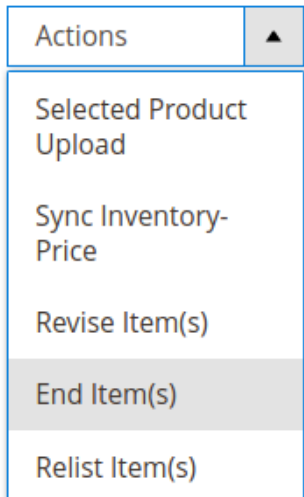 Actions
Selected Product
Upload
Sync Inventory-
Price
Revise Item(s)
End Item(s)
Relist Item(s)